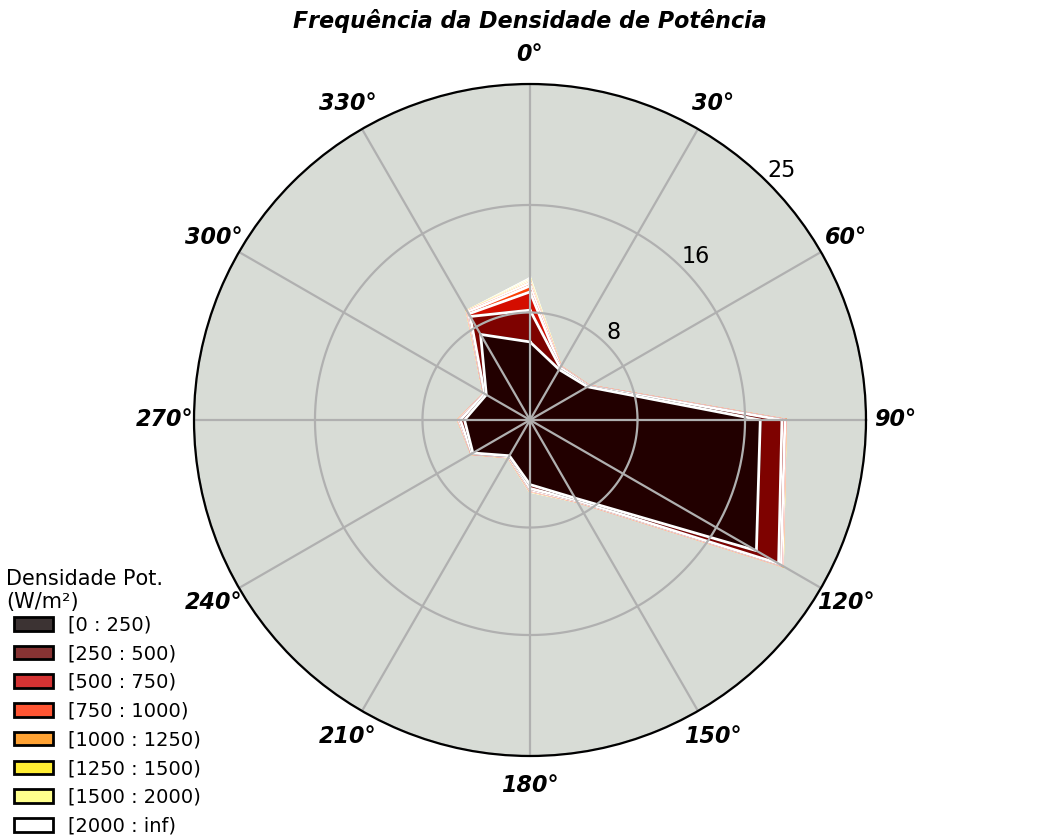 Frequência da Densidade de Potência
0°
330°
30°
25
300°
60°
16
8
270°
90°
240°
120°
210°
150°
180°
Densidade Pot.
(W/m²)
[0 : 250)
[250 : 500)
[500 : 750)
[750 : 1000)
[1000 : 1250)
[1250 : 1500)
[1500 : 2000)
[2000 : inf)